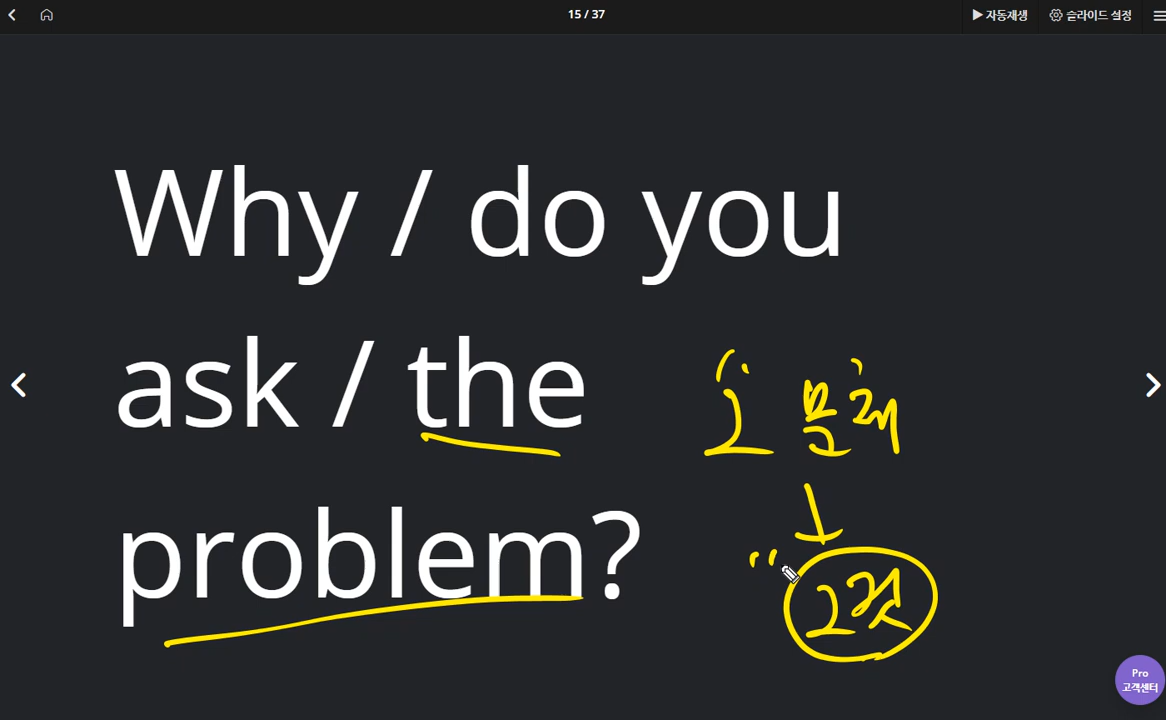 15 / 37
▶ 자동재생
슬라이드 설정
Why / do you
ask / the
problem?
그 문제
그것
Pro
고객센터